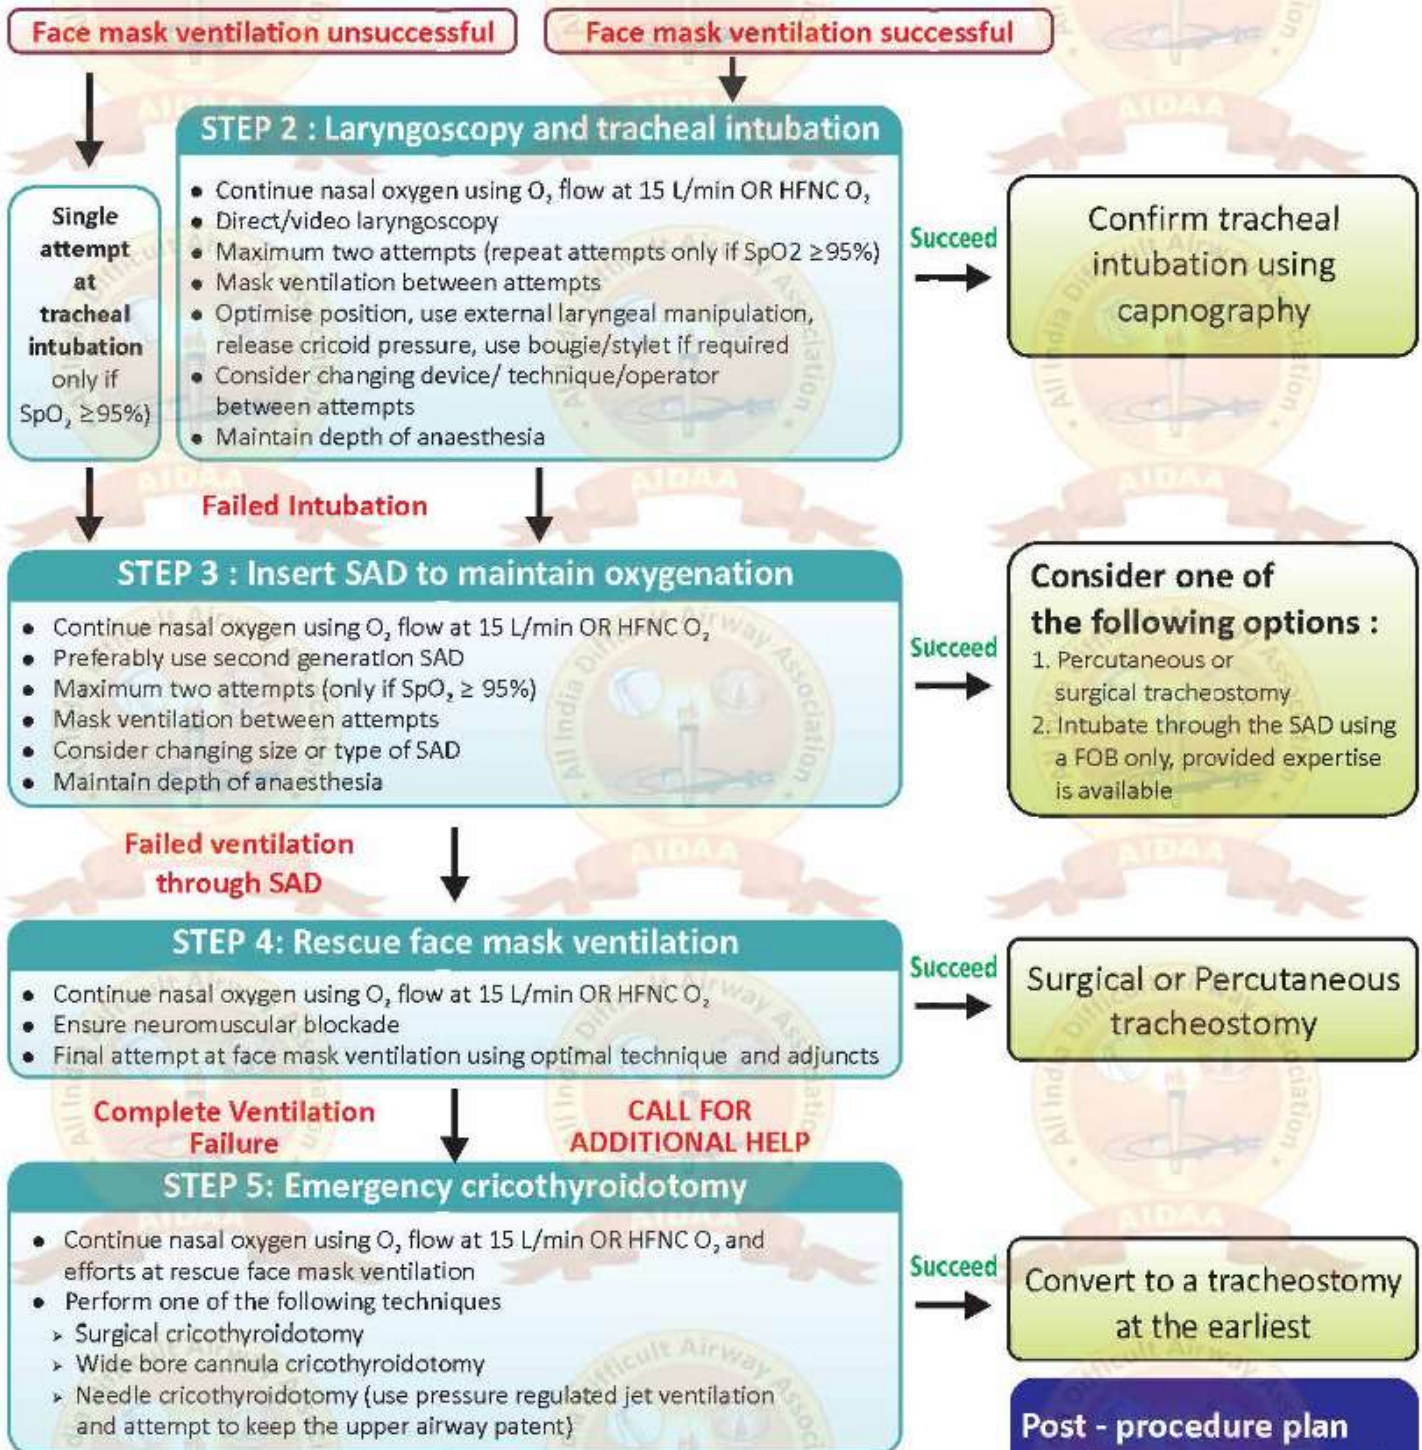 Face mask ventilation unsuccessful
Face mask ventilation successful
Single
attempt
at
tracheal
intubation
only if
SpO₂ ≥95%)
STEP 2 : Laryngoscopy and tracheal intubation
● Continue nasal oxygen using O₂ flow at 15 L/min OR HFNC O₂
● Direct/video laryngoscopy
● Maximum two attempts (repeat attempts only if SpO2 ≥95%)
● Mask ventilation between attempts
● Optimise position, use external laryngeal manipulation,
release cricoid pressure, use bougie/stylet if required
● Consider changing device/ technique/operator
between attempts
● Maintain depth of anaesthesia
Succeed
Confirm tracheal
intubation using
capnography
Failed Intubation
STEP 3 : Insert SAD to maintain oxygenation
● Continue nasal oxygen using O₂ flow at 15 L/min OR HFNC O₂
● Preferably use second generation SAD
● Maximum two attempts (only if SpO₂ ≥ 95%)
● Mask ventilation between attempts
● Consider changing size or type of SAD
● Maintain depth of anaesthesia
Succeed
Consider one of
the following options :
1. Percutaneous or
surgical tracheostomy
2. Intubate through the SAD using
a FOB only, provided expertise
is available
Failed ventilation
through SAD
STEP 4: Rescue face mask ventilation
● Continue nasal oxygen using O₂ flow at 15 L/min OR HFNC O₂
● Ensure neuromuscular blockade
● Final attempt at face mask ventilation using optimal technique and adjuncts
Succeed
Surgical or Percutaneous
tracheostomy
Complete Ventilation
Failure
CALL FOR
ADDITIONAL HELP
STEP 5: Emergency cricothyroidotomy
● Continue nasal oxygen using O₂ flow at 15 L/min OR HFNC O₂ and
efforts at rescue face mask ventilation
● Perform one of the following techniques
➢ Surgical cricothyroidotomy
➢ Wide bore cannula cricothyroidotomy
➢ Needle cricothyroidotomy (use pressure regulated jet ventilation
and attempt to keep the upper airway patent)
Succeed
Convert to a tracheostomy
at the earliest
Post - procedure plan
All India Difficult Airway Association
AIDAA